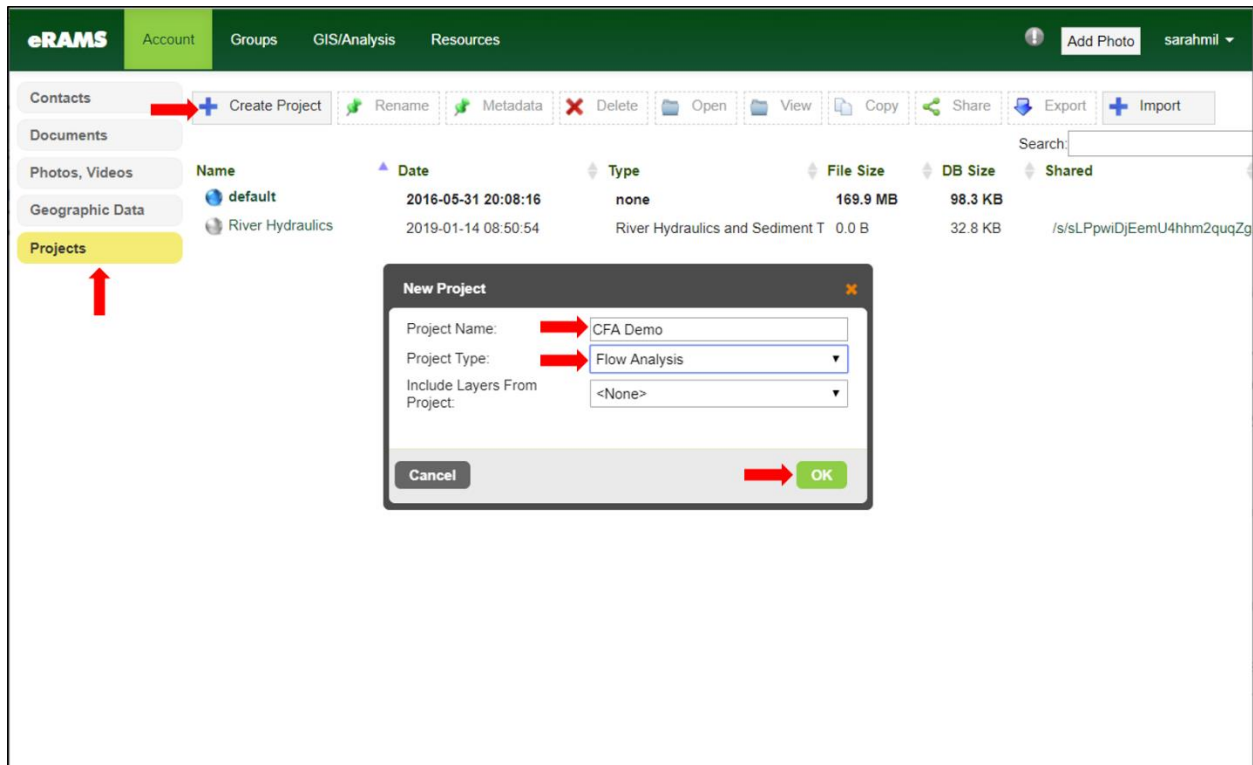 eRAMS Account Groups GIS/Analysis Resources Add Photo sarahmil
Contacts
Documents
Photos, Videos
Geographic Data
Projects
Create Project Rename Metadata Delete Open View Copy Share Export Import
Search:
Name Date Type File Size DB Size Shared
default 2016-05-31 20:08:16 none 169.9 MB 98.3 KB
River Hydraulics 2019-01-14 08:50:54 River Hydraulics and Sediment T 0.0 B 32.8 KB /s/sLPpwiDjEemU4hhm2quqZg
New Project
Project Name: CFA Demo
Project Type: Flow Analysis
Include Layers From
Project: <None>
Cancel OK